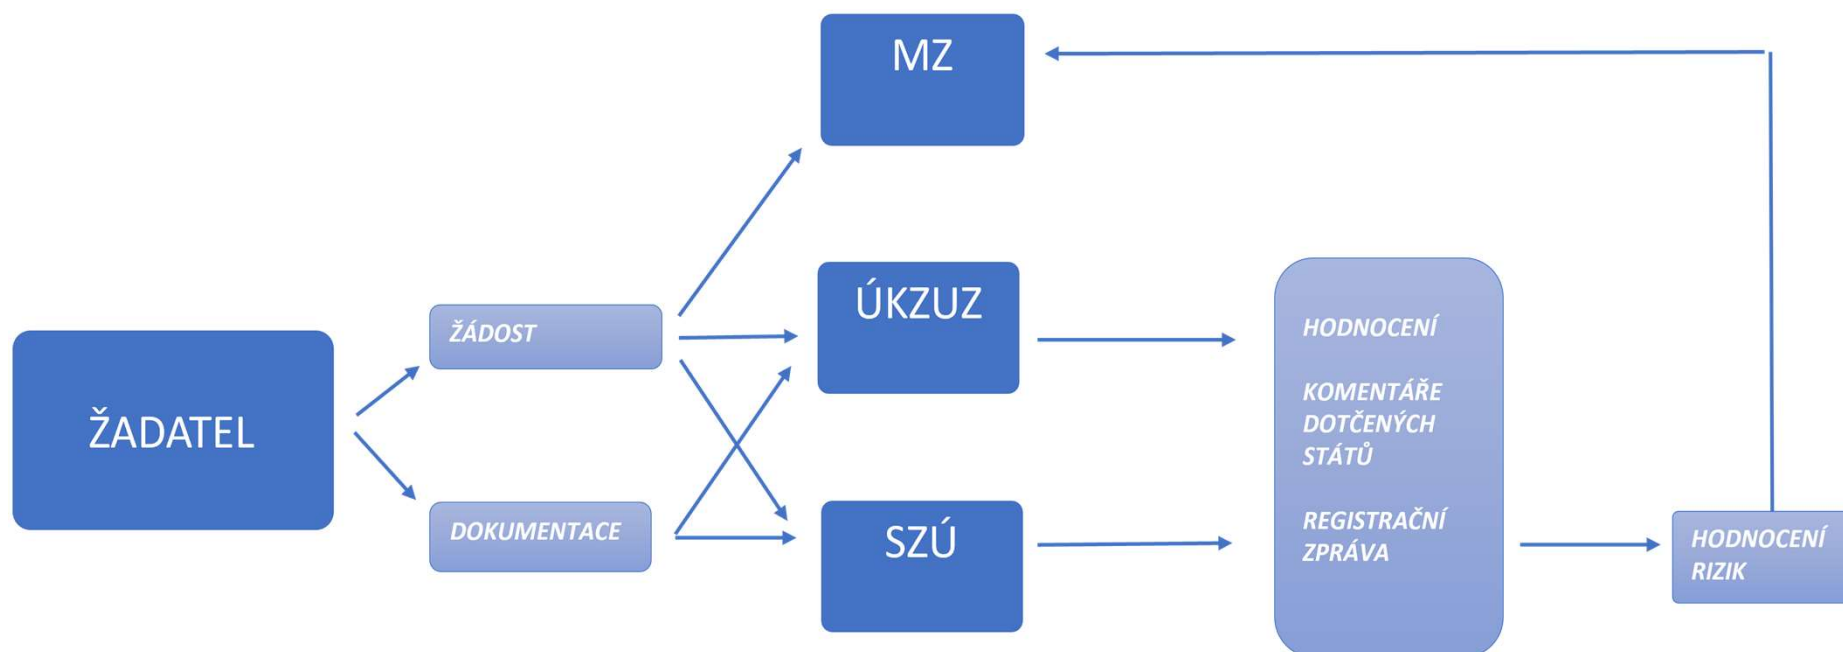 MZ
ÚKZUZ
ŽÁDOST
HODNOCENÍ
KOMENTÁŘE
DOTČENÝCH
STÁTŮ
ŽADATEL
DOKUMENTACE
SZÚ
REGISTRAČNÍ
ZPRÁVA
HODNOCENÍ
RIZIK